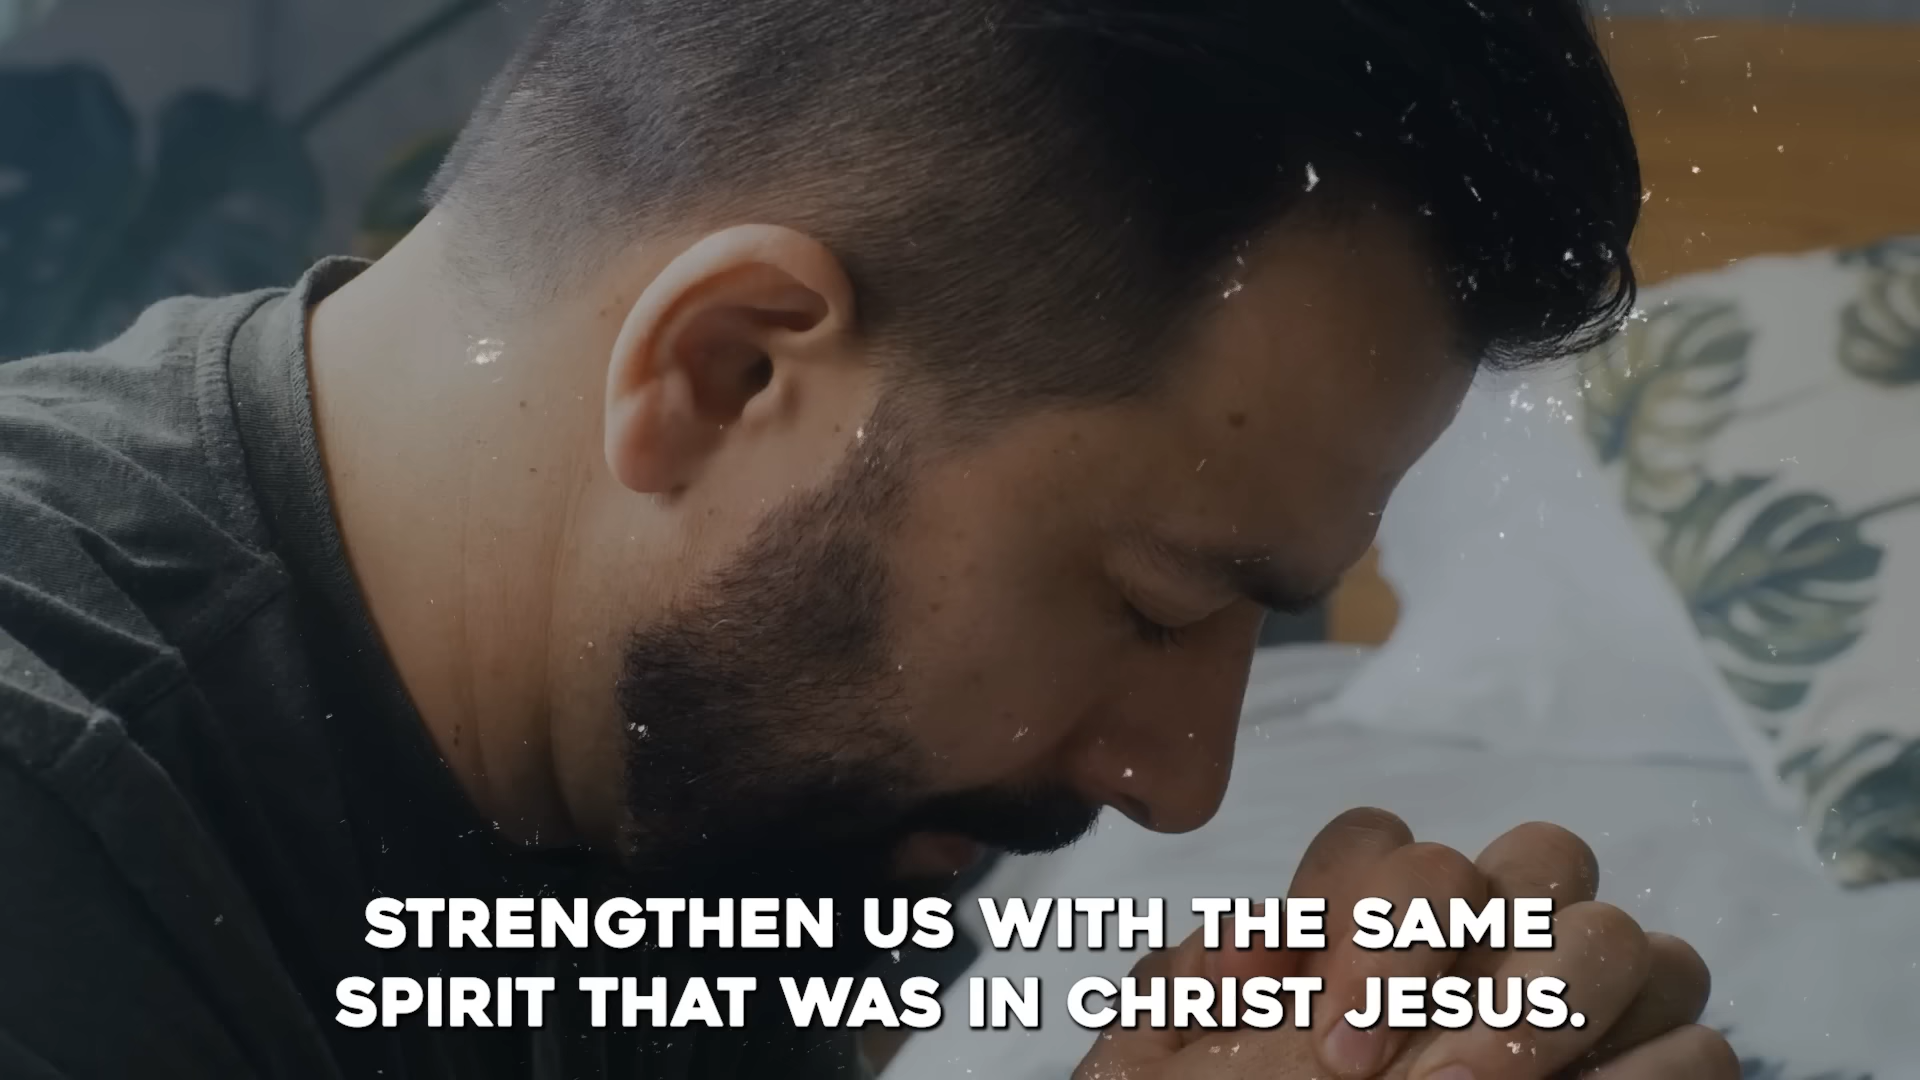 STRENGTHEN US WITH THE SAME
SPIRIT THAT WAS IN CHRIST JESUS.